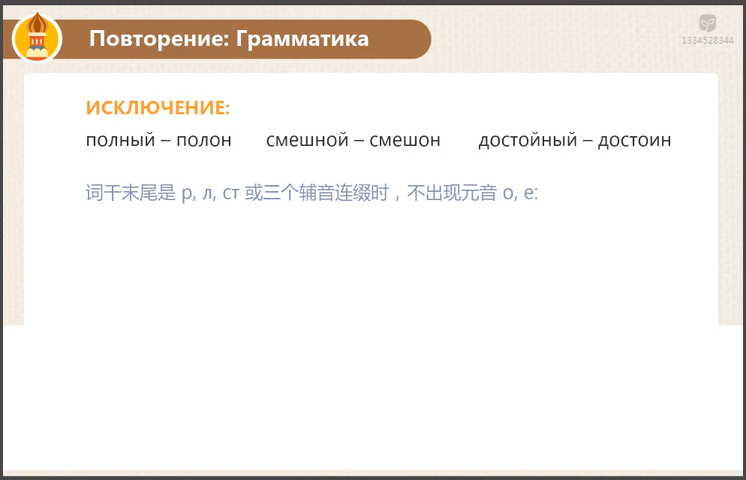 Повторение: Грамматика
1334528344
ИСКЛЮЧЕНИЕ:
полный – полон смешной – смешон достойный – достоин
词干末尾是 р, л, ст 或三个辅音连缀时，不出现元音 о, е: